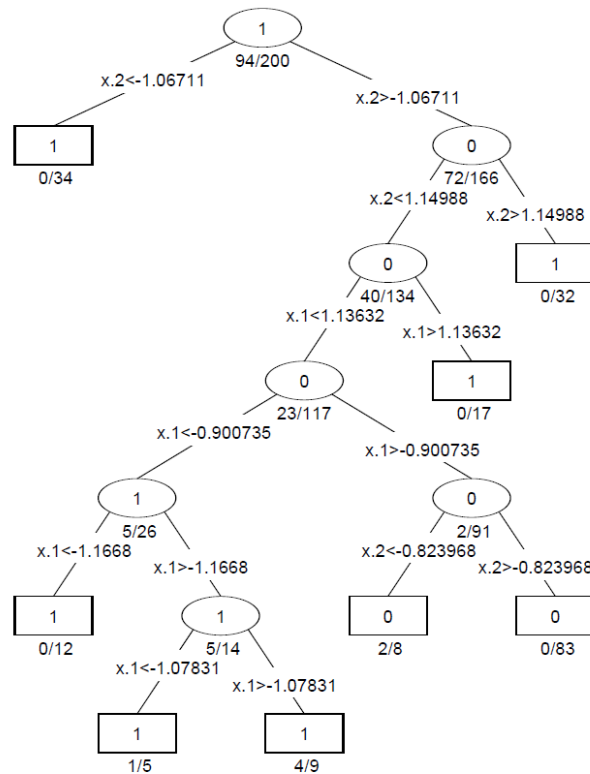 1
94/200
x.2<-1.06711
x.2>-1.06711
1
0/34
0
72/166
x.2<1.14988
x.2>1.14988
0
40/134
1
0/32
x.1<1.13632
x.1>1.13632
0
23/117
1
0/17
x.1<-0.900735
x.1>-0.900735
1
5/26
0
2/91
x.1<-1.1668
x.1>-1.1668
x.2<-0.823968
x.2>-0.823968
1
0/12
1
5/14
0
2/8
0
0/83
x.1<-1.07831
x.1>-1.07831
1
1/5
1
4/9